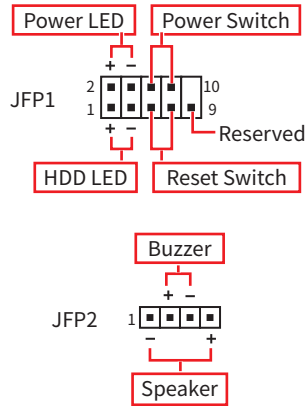 Power LED Power Switch
+ −
2 10
JFP1
1 9
+ − Reserved
HDD LED Reset Switch
Buzzer
+ −
JFP2 1
− +
Speaker